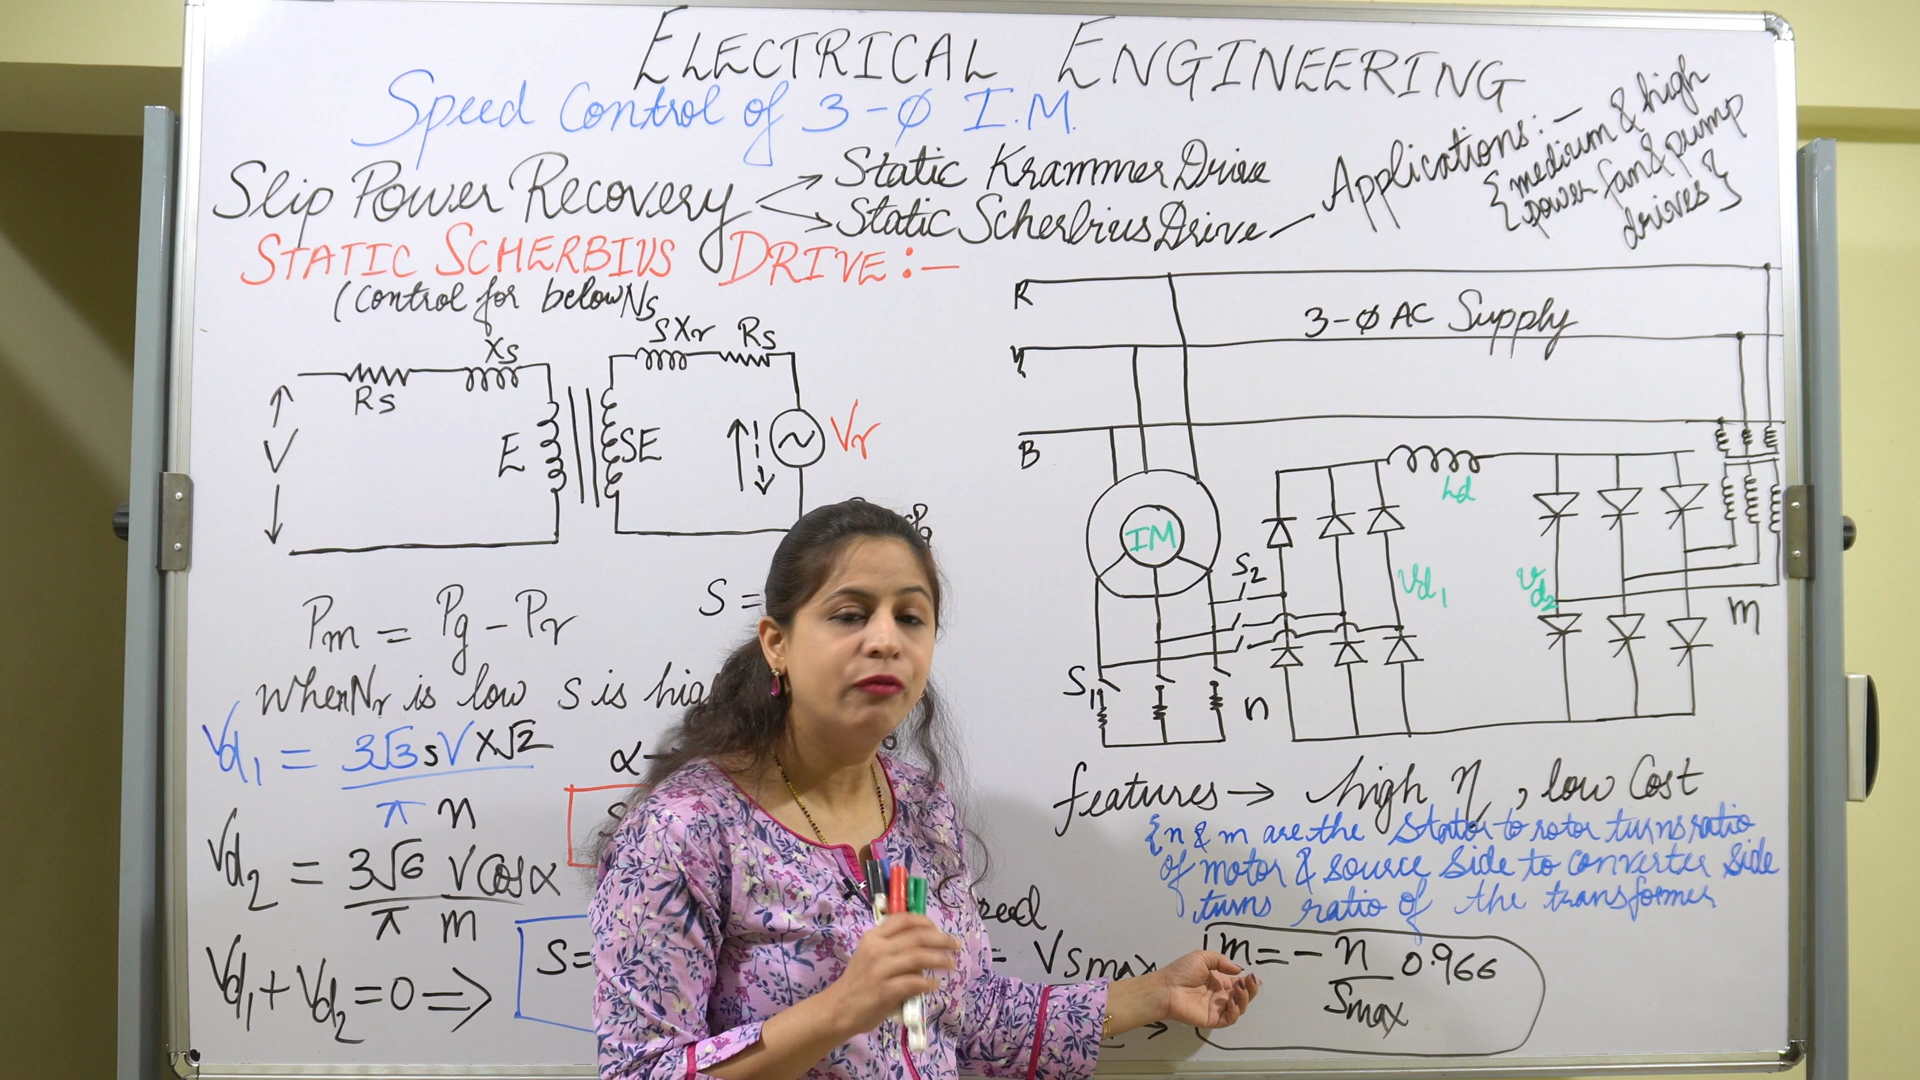 ELECTRICAL ENGINEERING
Speed Control of 3-Ø I.M.
Slip Power Recovery
Static Krammer Drive
Static Scherbius Drive
Applications:-
{medium & high
power fan & pump
drives}
STATIC SCHERBIUS DRIVE:-
(Control for below Ns
Xs
Rs
V
E
SE
SXr Rs
Vr
R
Y
B
3-Ø AC Supply
IM
Ld
S2
Vd1
Vd2
m
S1
n
Pm = Pg - Pr
S =
When Nr is low S is
Vd1 = 3√3 sV X√2
π n
α
Vd2 = 3√6 V Cosα
π m
Vd1 + Vd2 = 0 ⇒
S =
= VSmax
features → high η, low Cost
{n & m are the Stator to rotor turns ratio
of motor & source side to converter side
turns ratio of the transformer
m = - n 0.966
Smax